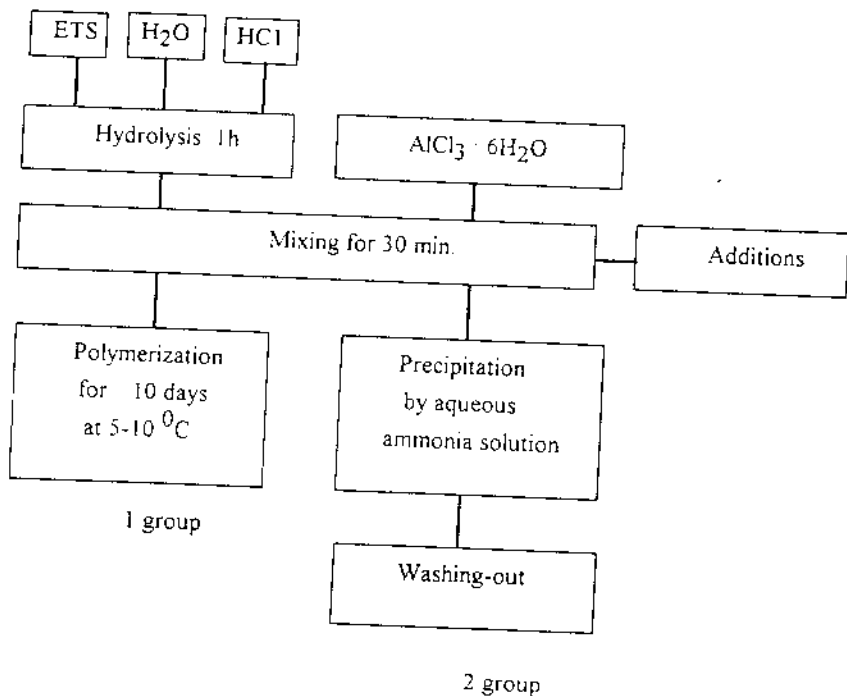 ETS
H₂O
HCl
Hydrolysis 1h
AlCl₃ · 6H₂O
Mixing for 30 min.
Additions
Polymerization
for 10 days
at 5-10 ⁰C
Precipitation
by aqueous
ammonia solution
1 group
Washing-out
2 group